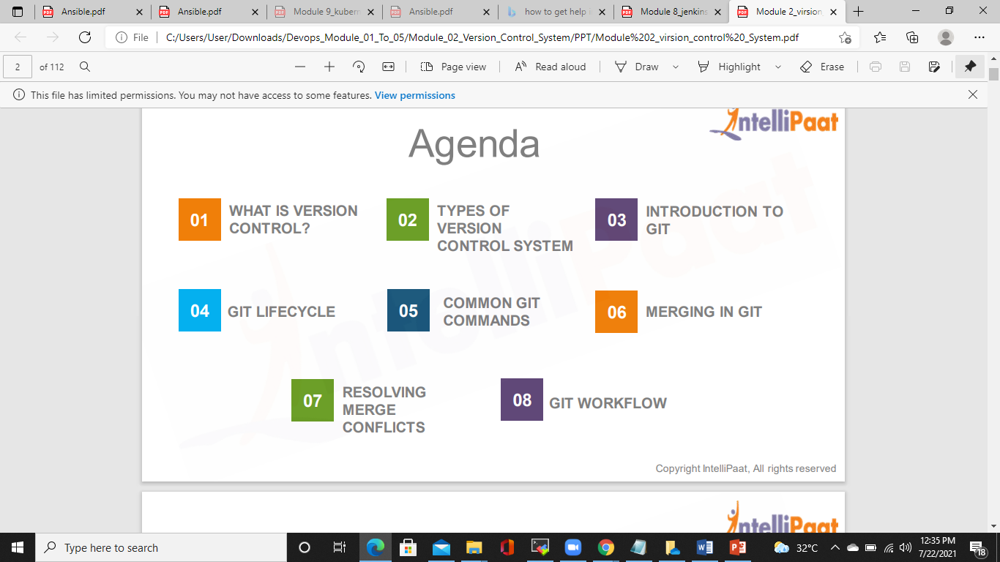 Ansible.pdf
Ansible.pdf
Module 9_kubern
Ansible.pdf
how to get help i
Module 8_jenkins
Module 2_virsion
File
C:/Users/User/Downloads/Devops_Module_01_To_05/Module_02_Version_Control_System/PPT/Module%202_virsion_control%20_System.pdf
2 of 112
Page view
Read aloud
Draw
Highlight
Erase
This file has limited permissions. You may not have access to some features. View permissions
IntelliPaat
Agenda
01
WHAT IS VERSION
CONTROL?
02
TYPES OF
VERSION
CONTROL SYSTEM
03
INTRODUCTION TO
GIT
04
GIT LIFECYCLE
05
COMMON GIT
COMMANDS
06
MERGING IN GIT
07
RESOLVING
MERGE
CONFLICTS
08
GIT WORKFLOW
IntelliPaat
Copyright IntelliPaat, All rights reserved
IntelliPaat
Type here to search
32°C
12:35 PM
7/22/2021
18